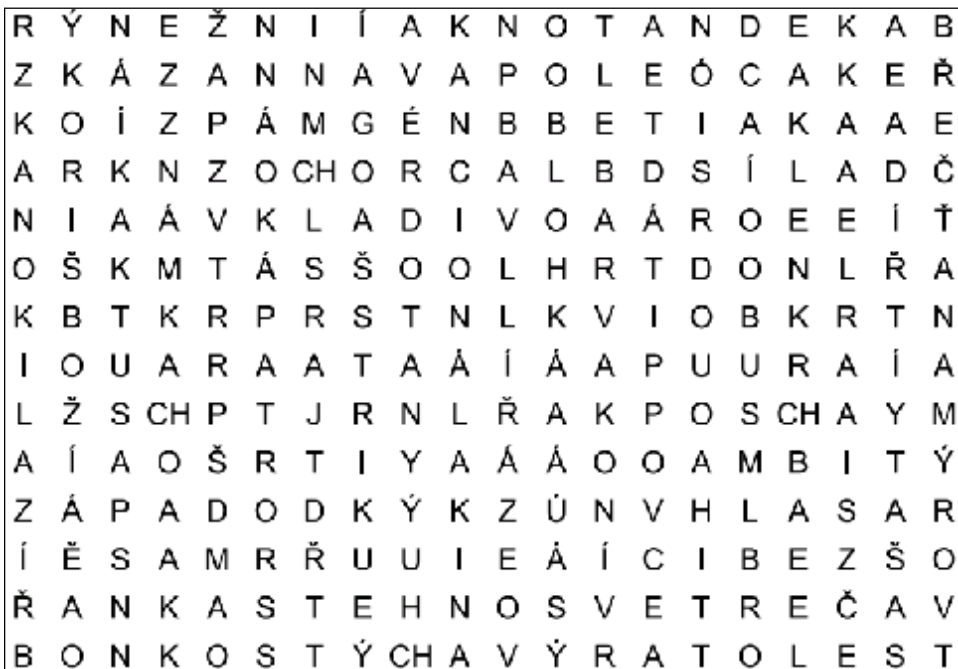 R Ý N E Ž N I Í A K N O T A N D E K A B
Z K Á Z A N N A V A P O L E Ó C A K E Ř
K O Í Z P Á M G É N B B E T I A K A A E
A R K N Z O CH O R C A L B D S Í L A D Č
N I A Á V K L A D I V O A Á R O E E Í Ť
O Š K M T Á S Š O O L H R T D O N L Ř A
K B T K R P R S T N L K V I O B K R T N
I O U A R A A T A Á Í Á A P U U R A Í A
L Ž S CH P T J R N L Ř A K P O S CH A Y M
A Í A O Š R T I Y A Á Á O O A M B I T Ý
Z Á P A D O D K Ý K Z Ú N V H L A S A R
Í Ě S A M R Ř U U I E Á Í C I B E Z Š O
Ř A N K A S T E H N O S V E T R E Č A V
B O N K O S T Ý CH A V Ý R A T O L E S T